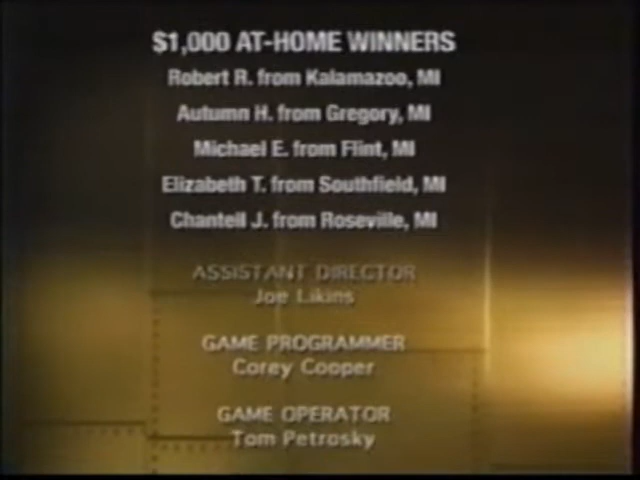 $1,000 AT-HOME WINNERS
Robert R. from Kalamazoo, MI
Autumn H. from Gregory, MI
Michael E. from Flint, MI
Elizabeth T. from Southfield, MI
Chantell J. from Roseville, MI
ASSISTANT DIRECTOR
Joe Likins
GAME PROGRAMMER
Corey Cooper
GAME OPERATOR
Tom Petrosky